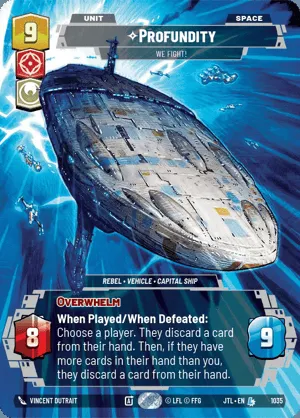 9
UNIT
SPACE
PROFUNDITY
WE FIGHT!
REBEL • VEHICLE • CAPITAL SHIP
OVERWHELM
When Played/When Defeated:
Choose a player. They discard a card
from their hand. Then, if they have
more cards in their hand than you,
they discard a card from their hand.
8
9
VINCENT DUTRAIT
© LFL © FFG
JTL • EN
1035